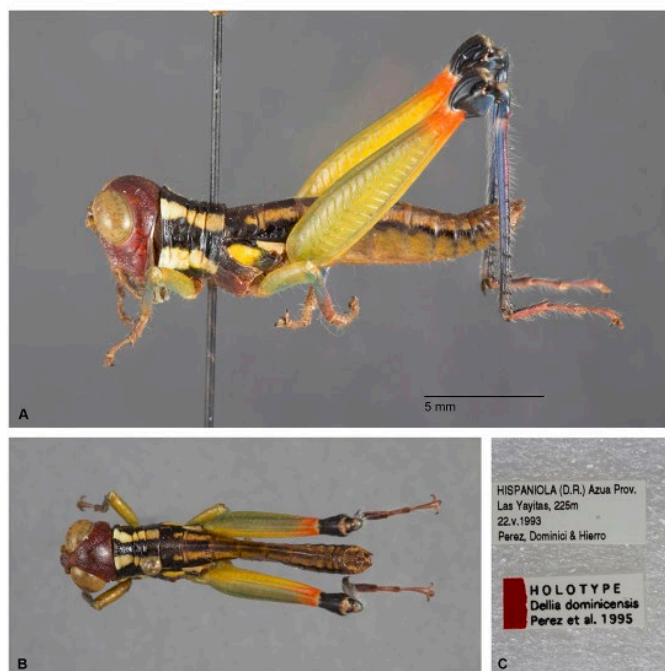 A
5 mm
B
HISPANIOLA (D.R.) Azua Prov.
Las Yayitas, 225m
22.v.1993
Perez, Dominici & Hierro
HOLOTYPE
Dellia dominicensis
Perez et al. 1995
C